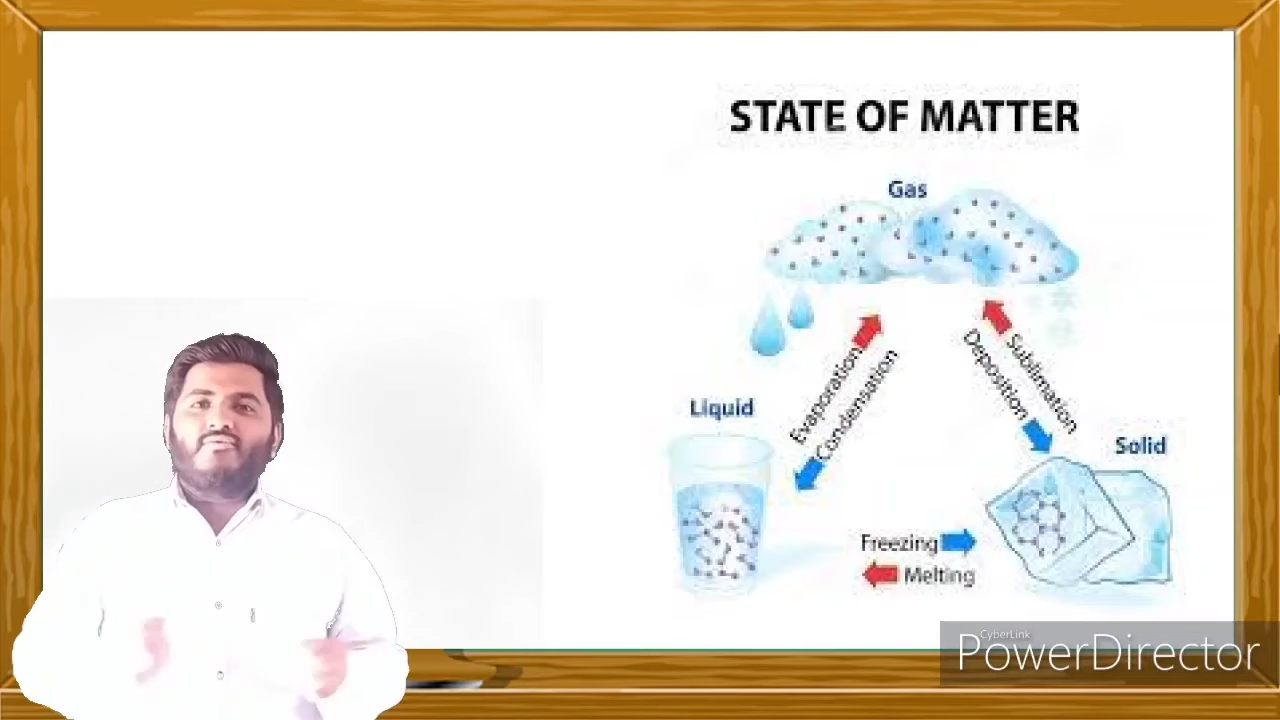 STATE OF MATTER
Gas
Evaporation
Condensation
Sublimation
Deposition
Liquid
Solid
Freezing
Melting
CyberLink
PowerDirector